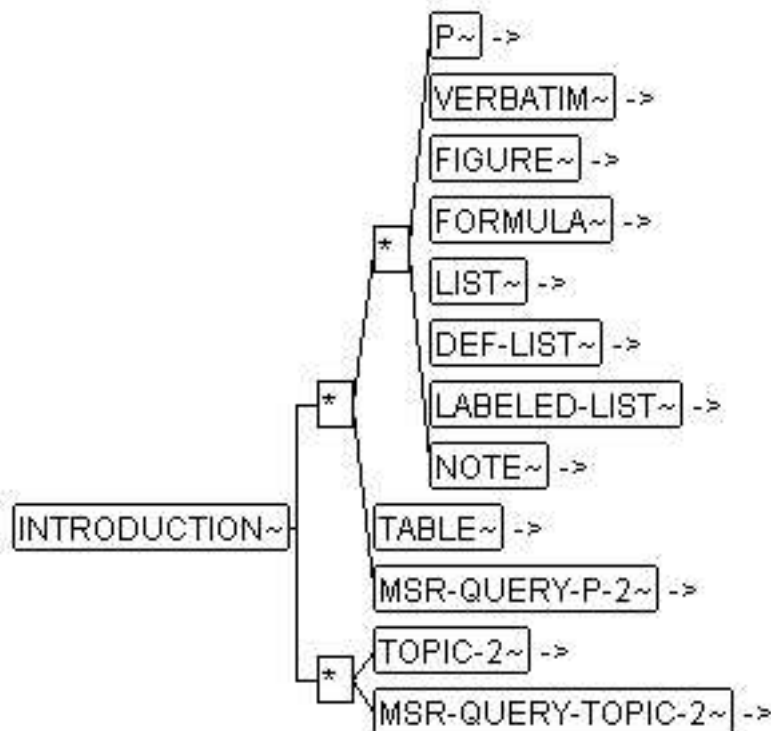 P~ ->
VERBATIM~ ->
FIGURE~ ->
FORMULA~ ->
*
LIST~ ->
DEF-LIST~ ->
*
LABELED-LIST~ ->
NOTE~ ->
INTRODUCTION~
TABLE~ ->
MSR-QUERY-P-2~ ->
TOPIC-2~ ->
*
MSR-QUERY-TOPIC-2~ ->